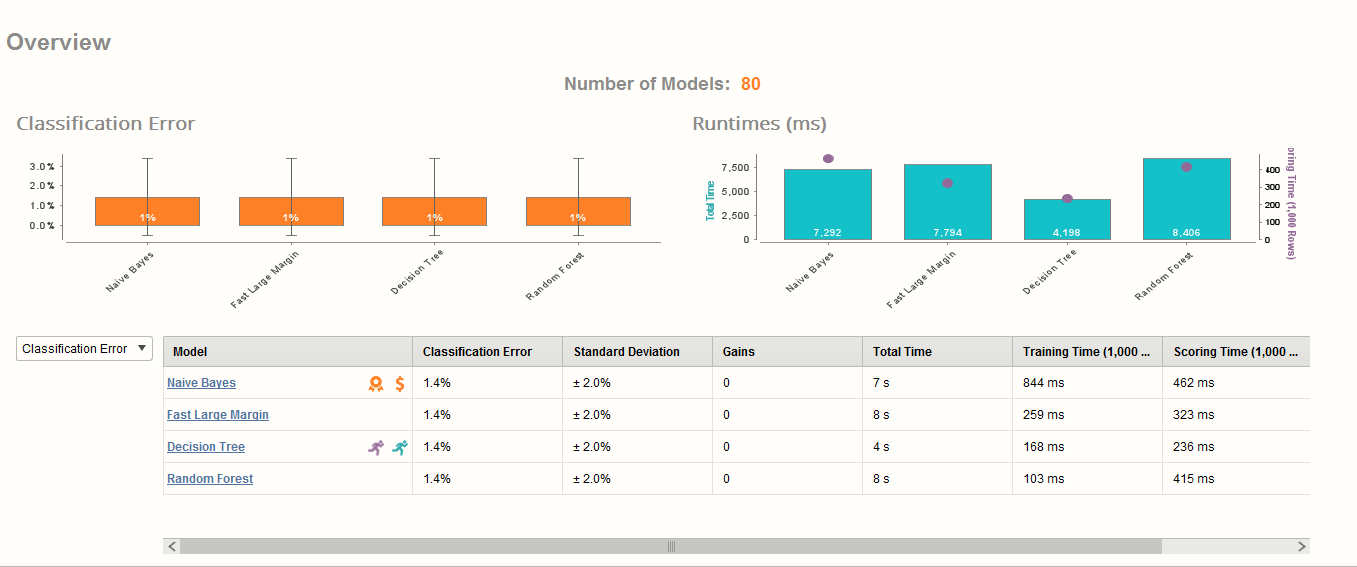 Overview
Number of Models: 80
Classification Error
3.0%
2.0%
1.0%
0.0%
1% 1% 1% 1%
Naive Bayes
Fast Large Margin
Decision Tree
Random Forest
Runtimes (ms)
Total Time
7,500
5,000
2,500
0
7,292 7,794 4,198 8,406
400
300
200
100
0
oring Time (1,000 Rows)
Naive Bayes
Fast Large Margin
Decision Tree
Random Forest
Classification Error
Model Classification Error Standard Deviation Gains Total Time Training Time (1,000 ... Scoring Time (1,000 ...
Naive Bayes $ 1.4% ± 2.0% 0 7 s 844 ms 462 ms
Fast Large Margin 1.4% ± 2.0% 0 8 s 259 ms 323 ms
Decision Tree 1.4% ± 2.0% 0 4 s 168 ms 236 ms
Random Forest 1.4% ± 2.0% 0 8 s 103 ms 415 ms